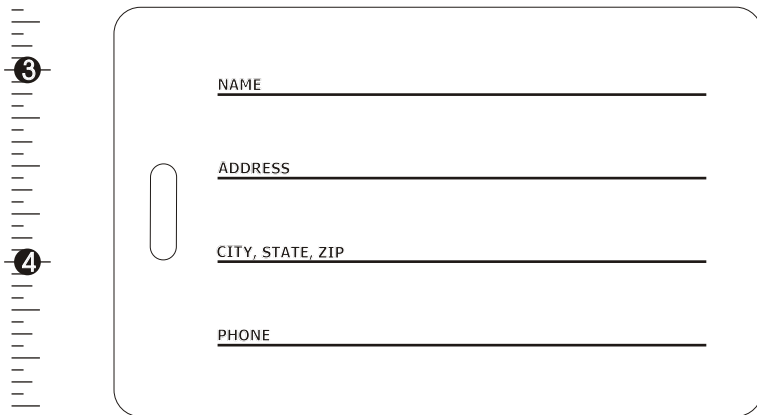 3
NAME
ADDRESS
4
CITY, STATE, ZIP
PHONE